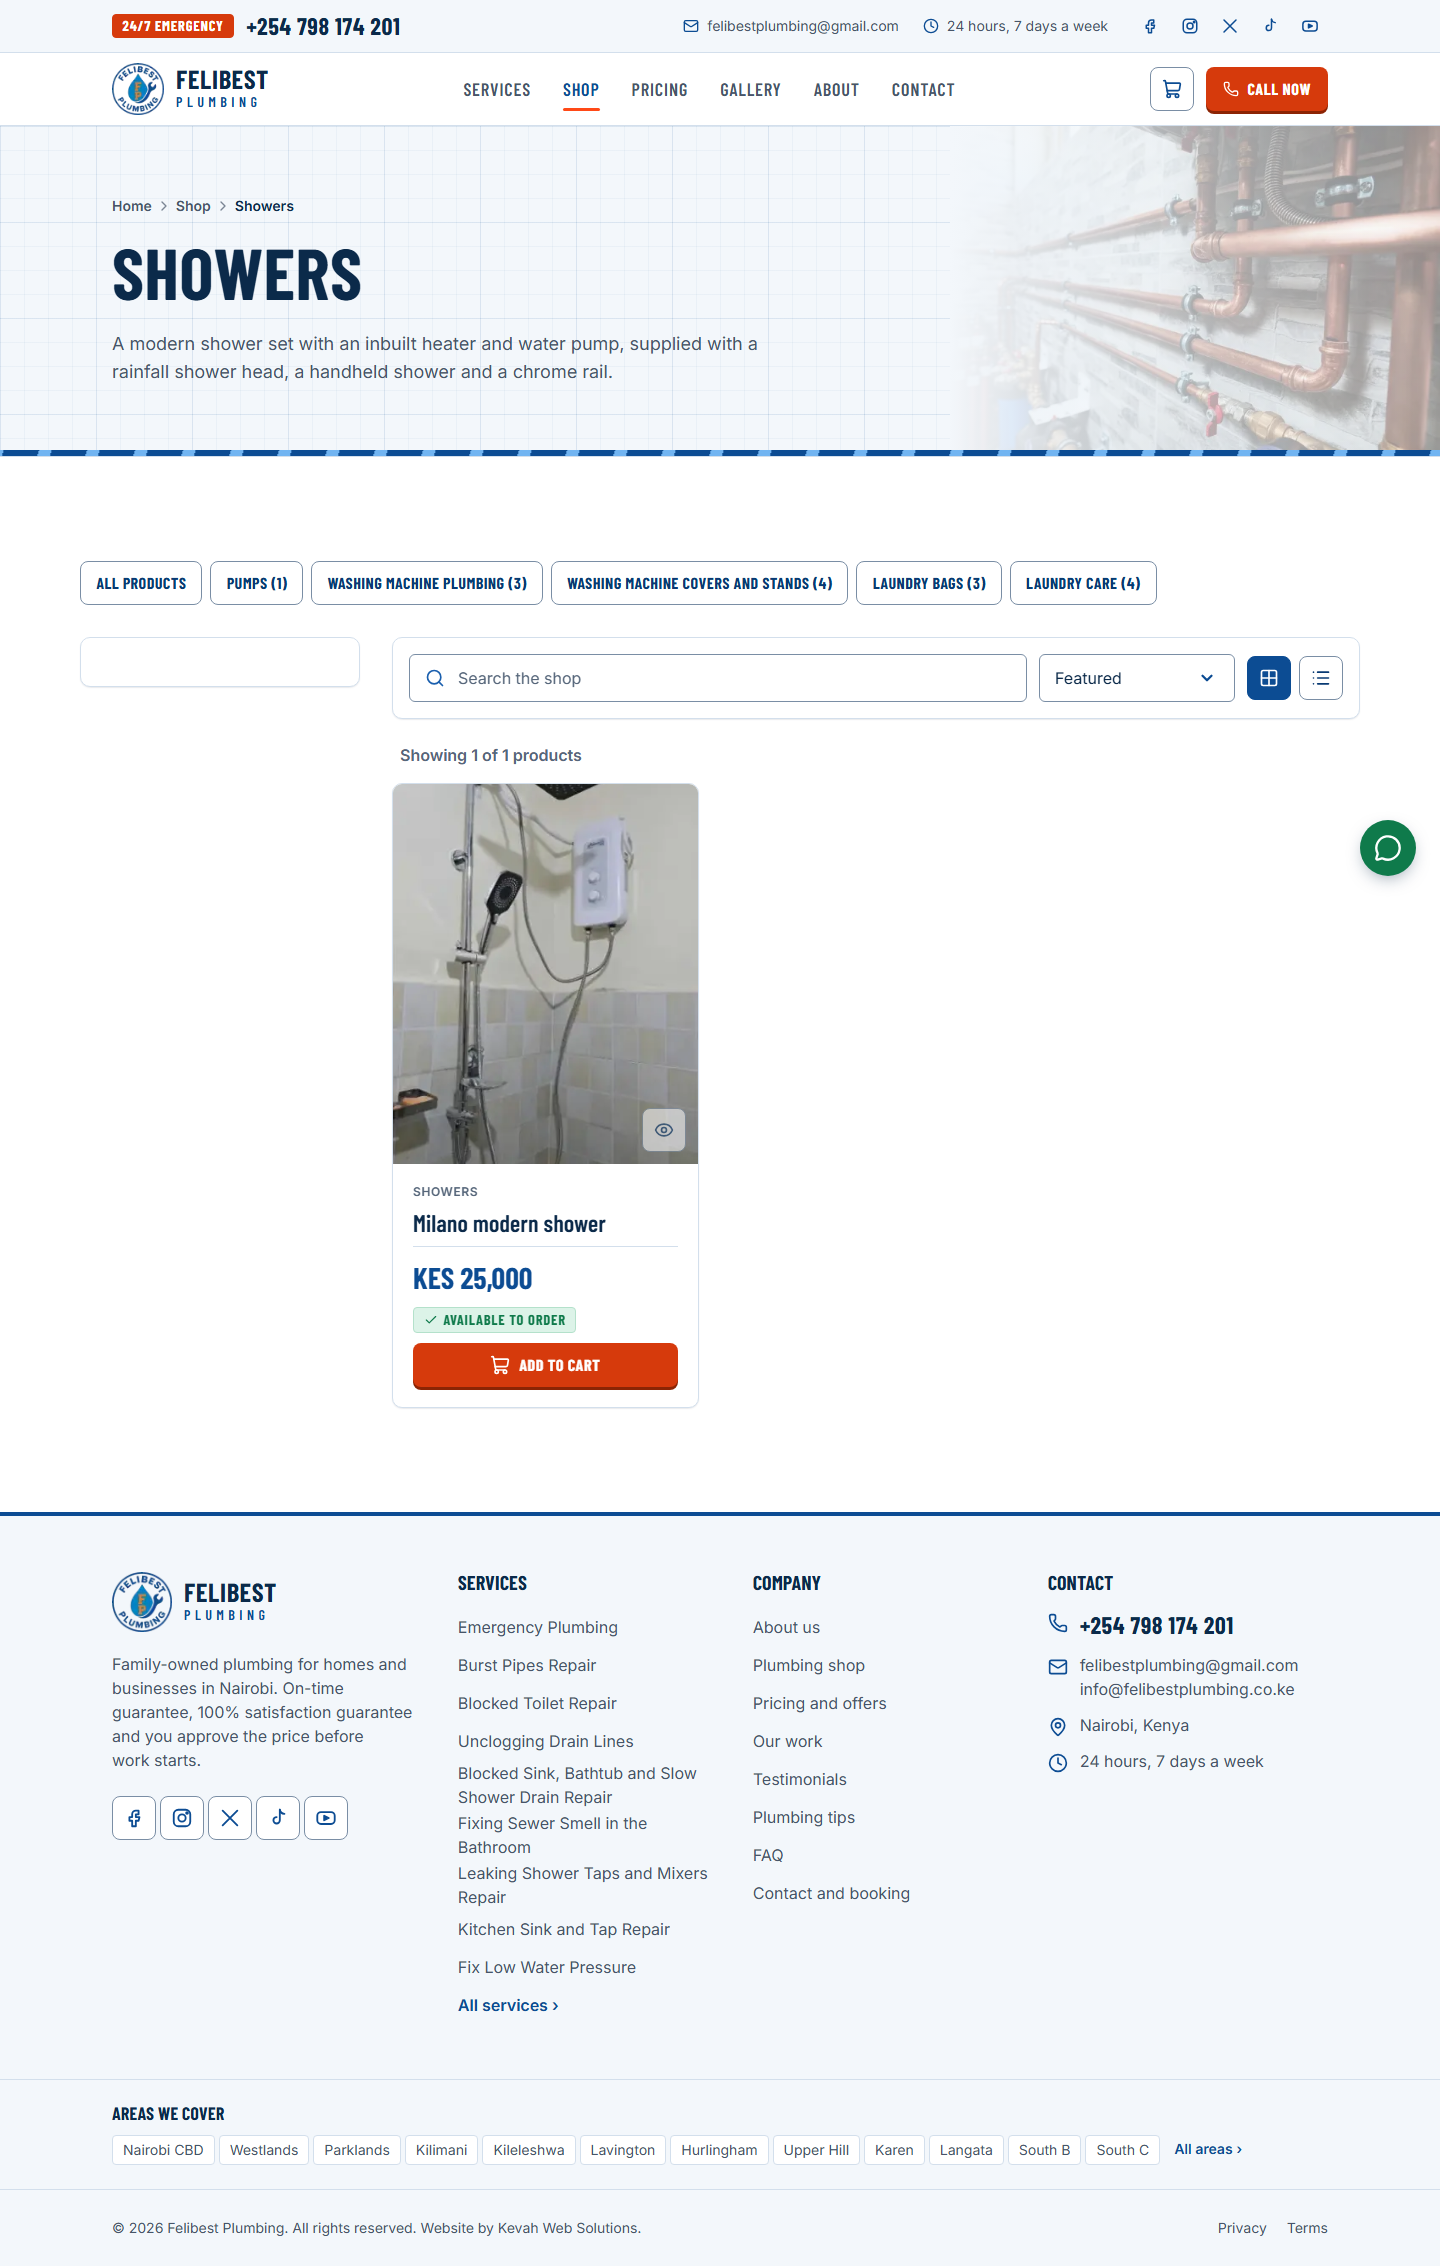 24/7 EMERGENCY +254 798 174 201 felibestplumbing@gmail.com 24 hours, 7 days a week
FELIBEST
PLUMBING
SERVICES SHOP PRICING GALLERY ABOUT CONTACT
CALL NOW
Home > Shop > Showers
SHOWERS
A modern shower set with an inbuilt heater and water pump, supplied with a
rainfall shower head, a handheld shower and a chrome rail.
ALL PRODUCTS PUMPS (1) WASHING MACHINE PLUMBING (3) WASHING MACHINE COVERS AND STANDS (4) LAUNDRY BAGS (3) LAUNDRY CARE (4)
Search the shop Featured
Showing 1 of 1 products
SHOWERS
Milano modern shower
KES 25,000
AVAILABLE TO ORDER
ADD TO CART
FELIBEST
PLUMBING
Family-owned plumbing for homes and
businesses in Nairobi. On-time
guarantee, 100% satisfaction guarantee
and you approve the price before
work starts.
SERVICES
Emergency Plumbing
Burst Pipes Repair
Blocked Toilet Repair
Unclogging Drain Lines
Blocked Sink, Bathtub and Slow
Shower Drain Repair
Fixing Sewer Smell in the
Bathroom
Leaking Shower Taps and Mixers
Repair
Kitchen Sink and Tap Repair
Fix Low Water Pressure
All services ›
COMPANY
About us
Plumbing shop
Pricing and offers
Our work
Testimonials
Plumbing tips
FAQ
Contact and booking
CONTACT
+254 798 174 201
felibestplumbing@gmail.com
info@felibestplumbing.co.ke
Nairobi, Kenya
24 hours, 7 days a week
AREAS WE COVER
Nairobi CBD Westlands Parklands Kilimani Kileleshwa Lavington Hurlingham Upper Hill Karen Langata South B South C All areas ›
© 2026 Felibest Plumbing. All rights reserved. Website by Kevah Web Solutions. Privacy Terms